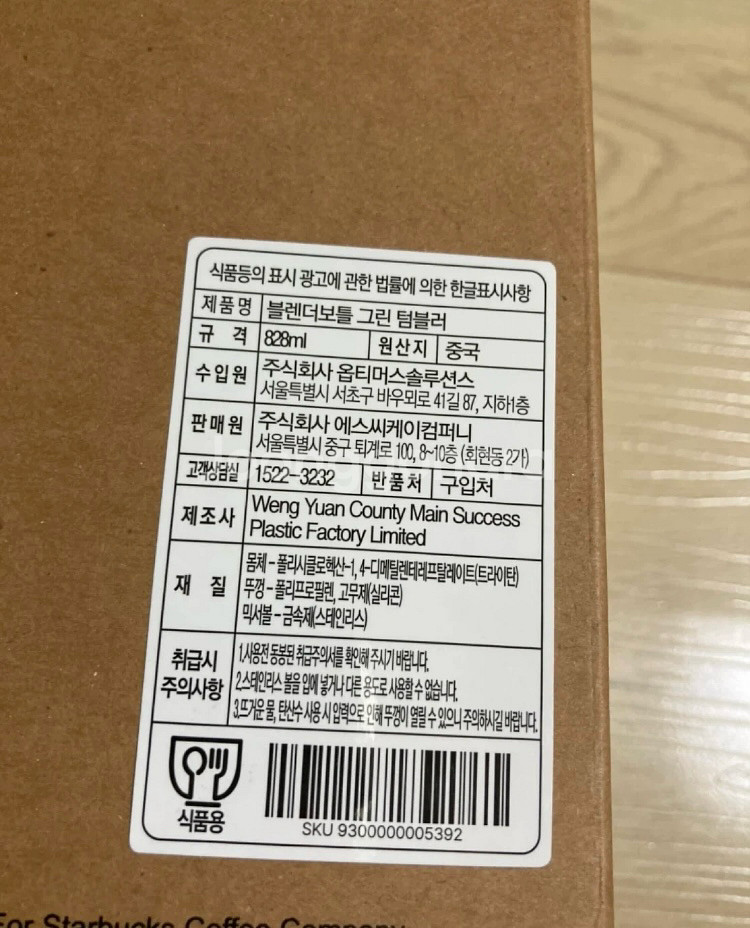 식품등의 표시 광고에 관한 법률에 의한 한글표시사항
제품명 블렌더보틀 그린 텀블러
규 격 828ml 원산지 중국
수입원 주식회사 옵티머스솔루션스
서울특별시 서초구 바우뫼로 41길 87, 지하1층
판매원 주식회사 에스씨케이컴퍼니
서울특별시 중구 퇴계로 100, 8~10층 (회현동 2가)
고객상담실 1522-3232 반품처 구입처
제조사 Weng Yuan County Main Success
Plastic Factory Limited
재 질 몸체 - 폴리시클로헥산-1, 4-디메틸렌테레프탈레이트(트라이탄)
뚜껑 - 폴리프로필렌, 고무제(실리콘)
믹서볼 - 금속제(스테인리스)
취급시 주의사항 1.사용전 동봉된 취급주의서를 확인해 주시기 바랍니다.
2.스테인리스 볼을 입에 넣거나 다른 용도로 사용할 수 없습니다.
3.뜨거운 물, 탄산수 사용 시 압력으로 인해 뚜껑이 열릴 수 있으니 주의하시길 바랍니다.
식품용
SKU 9300000005392
For Starbucks Coffee Company